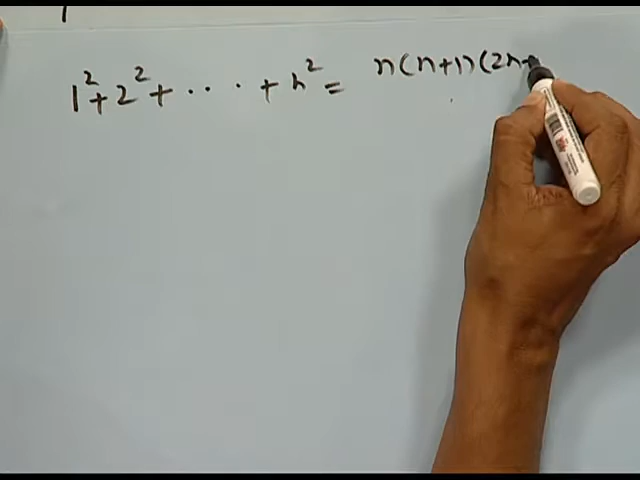 1² + 2² + · · · + n² = n(n+1)(2n+